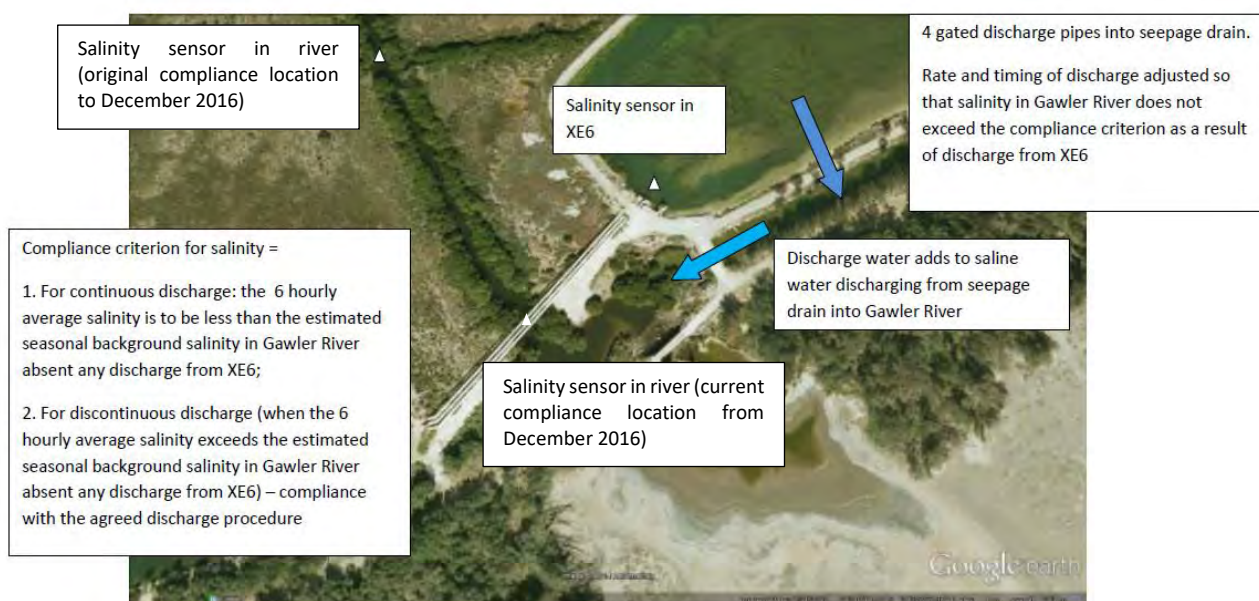 Salinity sensor in river
(original compliance location
to December 2016)
Salinity sensor in
XE6
4 gated discharge pipes into seepage drain.
Rate and timing of discharge adjusted so
that salinity in Gawler River does not
exceed the compliance criterion as a result
of discharge from XE6
Compliance criterion for salinity =
1. For continuous discharge: the 6 hourly
average salinity is to be less than the estimated
seasonal background salinity in Gawler River
absent any discharge from XE6;
2. For discontinuous discharge (when the 6
hourly average salinity exceeds the estimated
seasonal background salinity in Gawler River
absent any discharge from XE6) – compliance
with the agreed discharge procedure
Discharge water adds to saline
water discharging from seepage
drain into Gawler River
Salinity sensor in river (current
compliance location from
December 2016)
Google earth